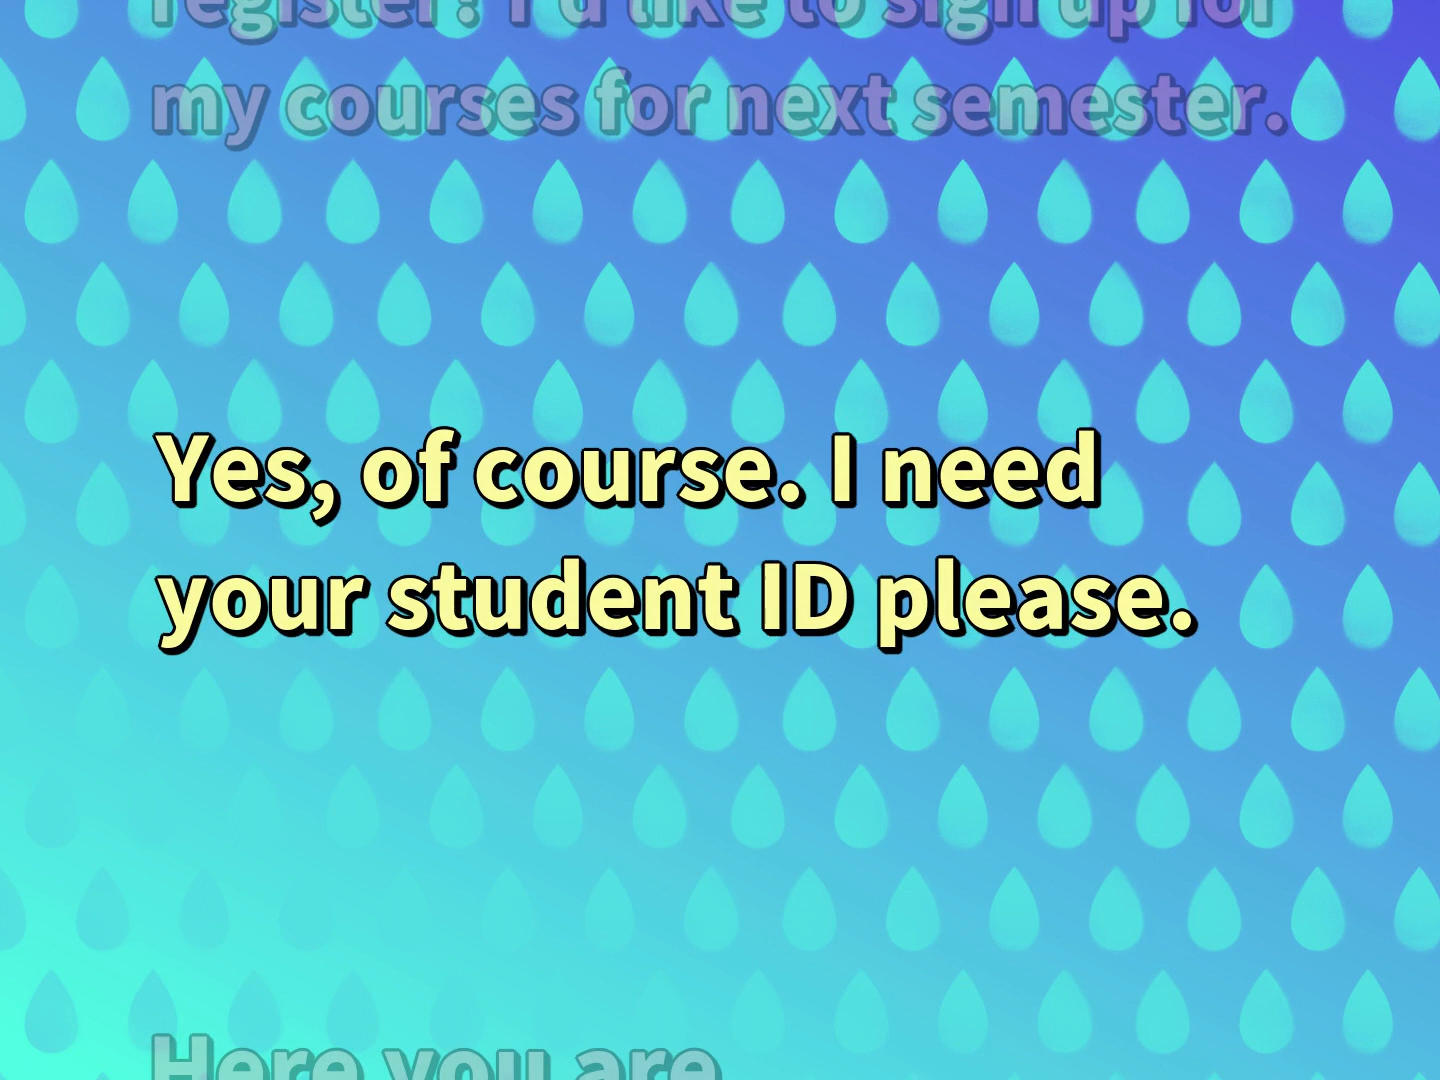 register? I'd like to sign up for
my courses for next semester.
Yes, of course. I need
your student ID please.
Here you are